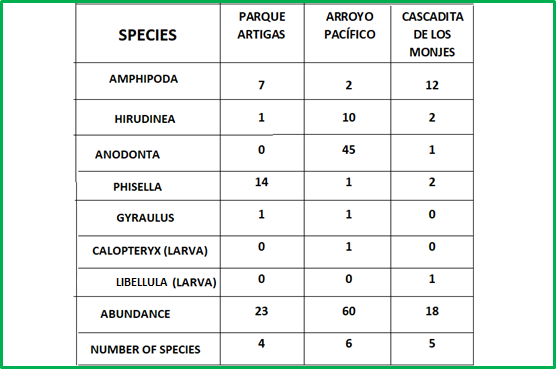 SPECIES PARQUE ARTIGAS ARROYO PACÍFICO CASCADITA DE LOS MONJES
AMPHIPODA 7 2 12
HIRUDINEA 1 10 2
ANODONTA 0 45 1
PHISELLA 14 1 2
GYRAULUS 1 1 0
CALOPTERYX (LARVA) 0 1 0
LIBELLULA (LARVA) 0 0 1
ABUNDANCE 23 60 18
NUMBER OF SPECIES 4 6 5